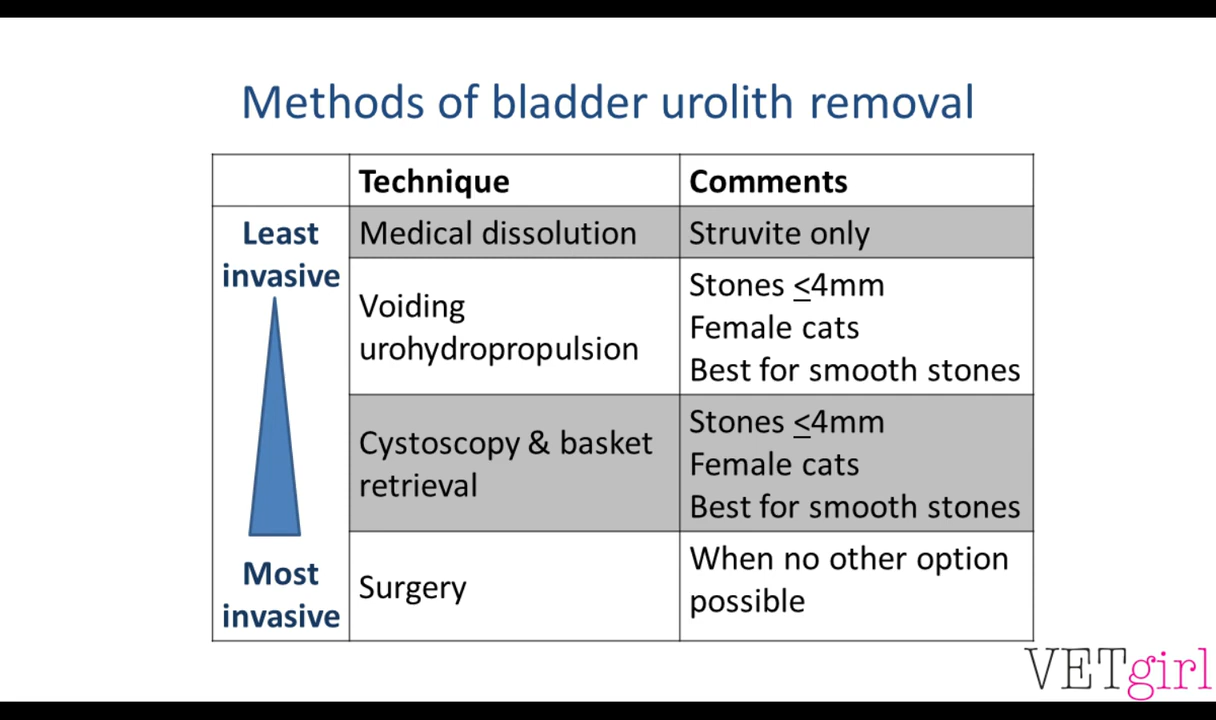 Methods of bladder urolith removal
Technique
Comments
Least
invasive
Medical dissolution
Struvite only
Voiding
urohydropropulsion
Stones ≤4mm
Female cats
Best for smooth stones
Cystoscopy & basket
retrieval
Stones ≤4mm
Female cats
Best for smooth stones
Most
invasive
Surgery
When no other option
possible
VETgirl